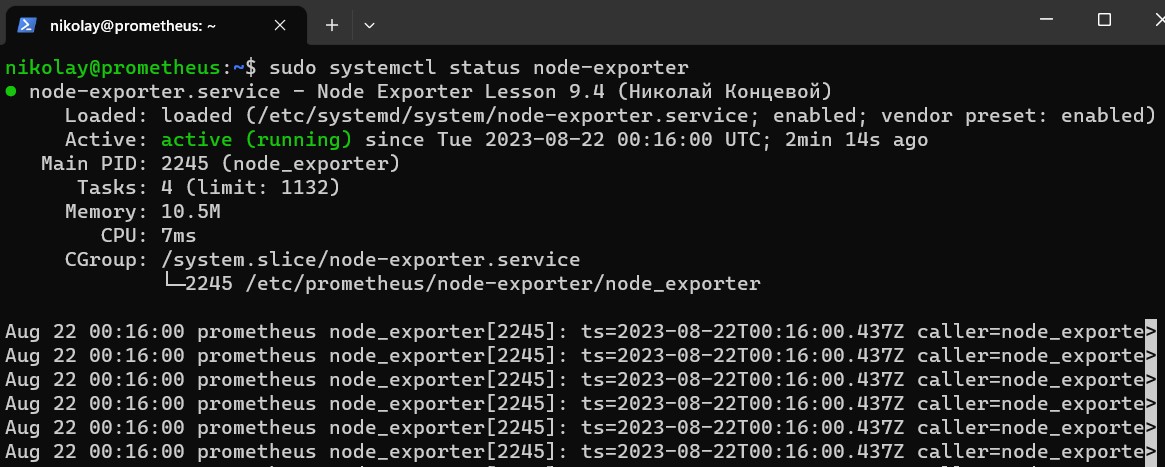 nikolay@prometheus: ~
nikolay@prometheus:~$ sudo systemctl status node-exporter
● node-exporter.service - Node Exporter Lesson 9.4 (Николай Концевой)
Loaded: loaded (/etc/systemd/system/node-exporter.service; enabled; vendor preset: enabled)
Active: active (running) since Tue 2023-08-22 00:16:00 UTC; 2min 14s ago
Main PID: 2245 (node_exporter)
Tasks: 4 (limit: 1132)
Memory: 10.5M
CPU: 7ms
CGroup: /system.slice/node-exporter.service
└─2245 /etc/prometheus/node-exporter/node_exporter
Aug 22 00:16:00 prometheus node_exporter[2245]: ts=2023-08-22T00:16:00.437Z caller=node_exporte>
Aug 22 00:16:00 prometheus node_exporter[2245]: ts=2023-08-22T00:16:00.437Z caller=node_exporte>
Aug 22 00:16:00 prometheus node_exporter[2245]: ts=2023-08-22T00:16:00.437Z caller=node_exporte>
Aug 22 00:16:00 prometheus node_exporter[2245]: ts=2023-08-22T00:16:00.437Z caller=node_exporte>
Aug 22 00:16:00 prometheus node_exporter[2245]: ts=2023-08-22T00:16:00.437Z caller=node_exporte>
Aug 22 00:16:00 prometheus node_exporter[2245]: ts=2023-08-22T00:16:00.437Z caller=node_exporte>